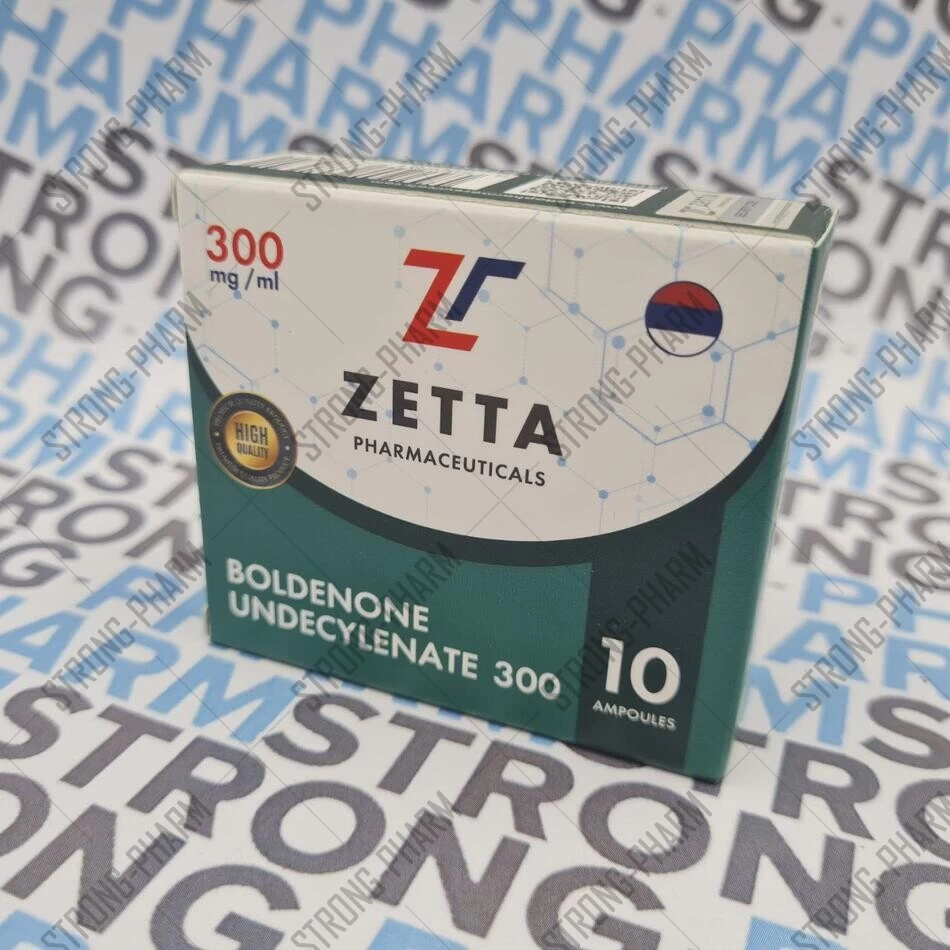 300
mg/ml
ZETTA
PHARMACEUTICALS
HIGH
QUALITY
BOLDENONE
UNDECYLENATE 300
10
AMPOULES
STRONG-PHARM